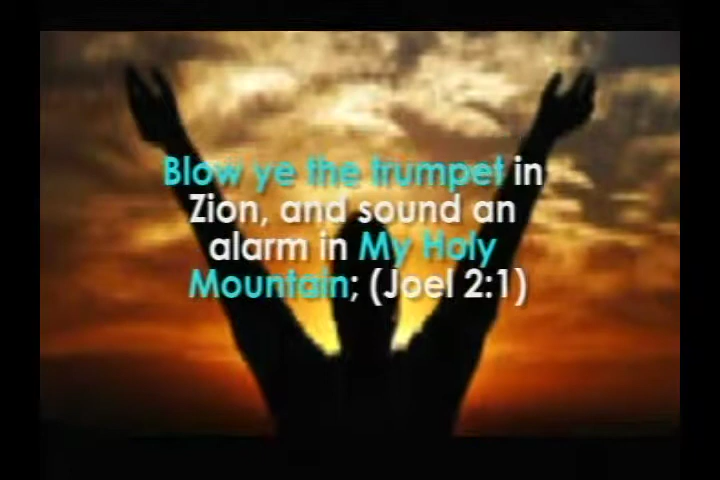 Blow ye the trumpet in
Zion, and sound an
alarm in My Holy
Mountain; (Joel 2:1)